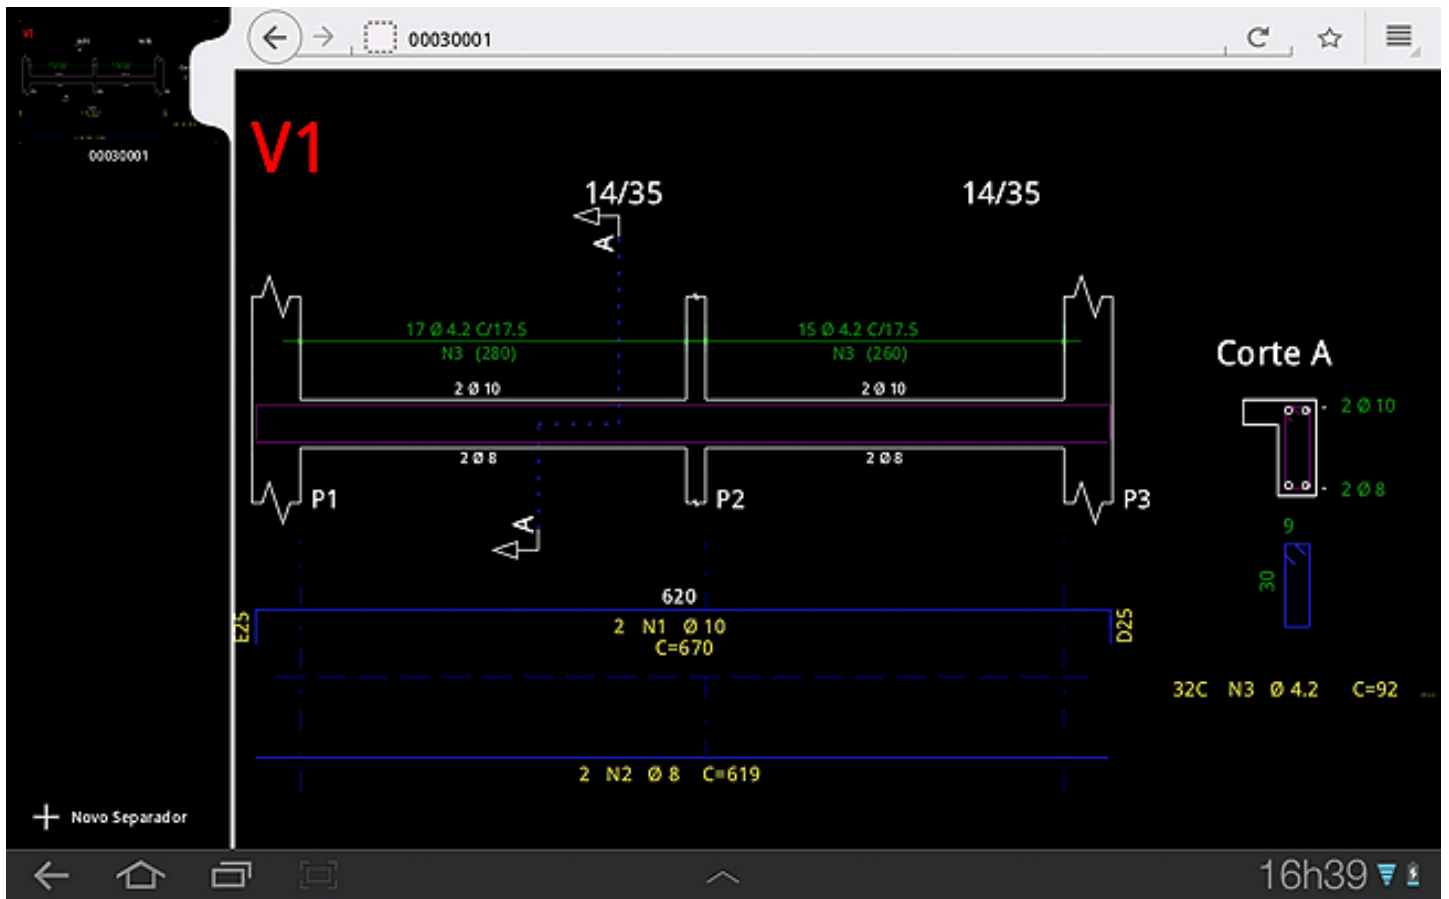 00030001
00030001
V1
14/35
14/35
A
17 Ø 4.2 C/17.5
15 Ø 4.2 C/17.5
N3 (280)
N3 (260)
Corte A
2 Ø 10
2 Ø 10
2 Ø 10
2 Ø 8
2 Ø 8
2 Ø 8
P1
P2
P3
A
9
30
620
E25
D25
2 N1 Ø 10
C=670
32C N3 Ø 4.2 C=92
2 N2 Ø 8 C=619
Novo Separador
16h39